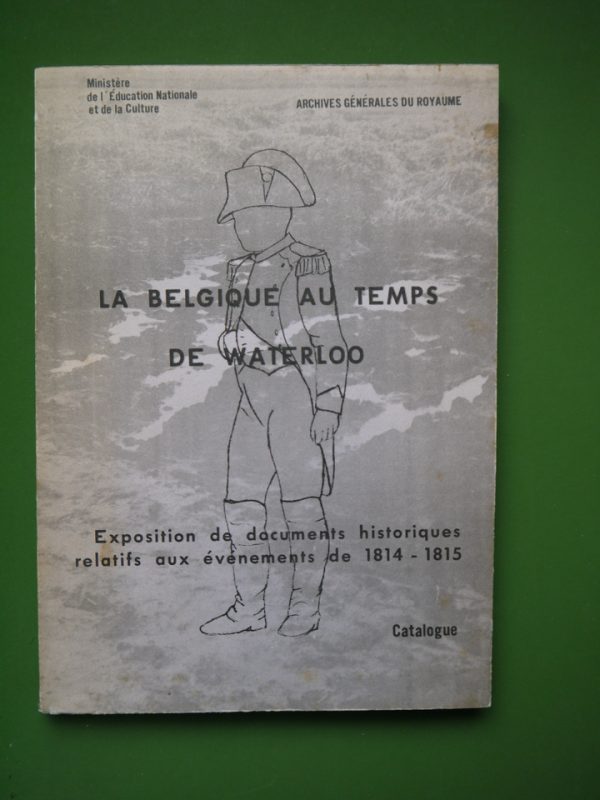 Ministère
de l'Éducation Nationale
et de la Culture
ARCHIVES GÉNÉRALES DU ROYAUME
LA BELGIQUE AU TEMPS
DE WATERLOO
Exposition de documents historiques
relatifs aux événements de 1814 - 1815
Catalogue